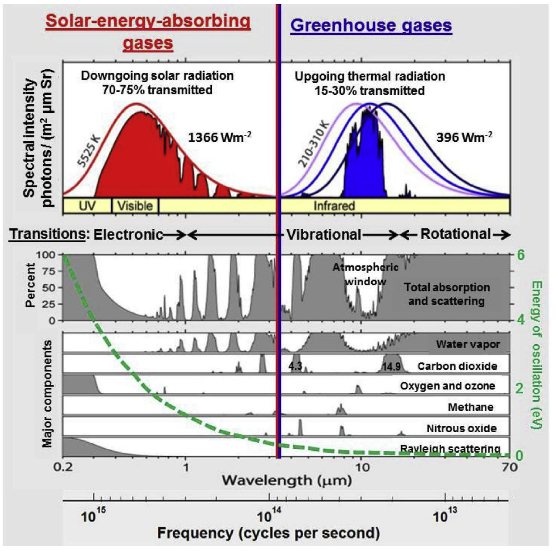 Solar-energy-absorbing
gases
Greenhouse gases
Spectral intensity
photons / (m² µm Sr)
Downgoing solar radiation
70-75% transmitted
5525 K
1366 Wm⁻²
Upgoing thermal radiation
15-30% transmitted
210-310 K
396 Wm⁻²
UV Visible Infrared
Transitions: Electronic Vibrational Rotational
Percent
100
75
50
25
0
Atmospheric
window
Total absorption
and scattering
Major components
Water vapor
4.3 14.9 Carbon dioxide
Oxygen and ozone
Methane
Nitrous oxide
Rayleigh scattering
6
4
2
0
Energy of
oscillation (eV)
0.2 1 10 70
Wavelength (µm)
10¹⁵ 10¹⁴ 10¹³
Frequency (cycles per second)